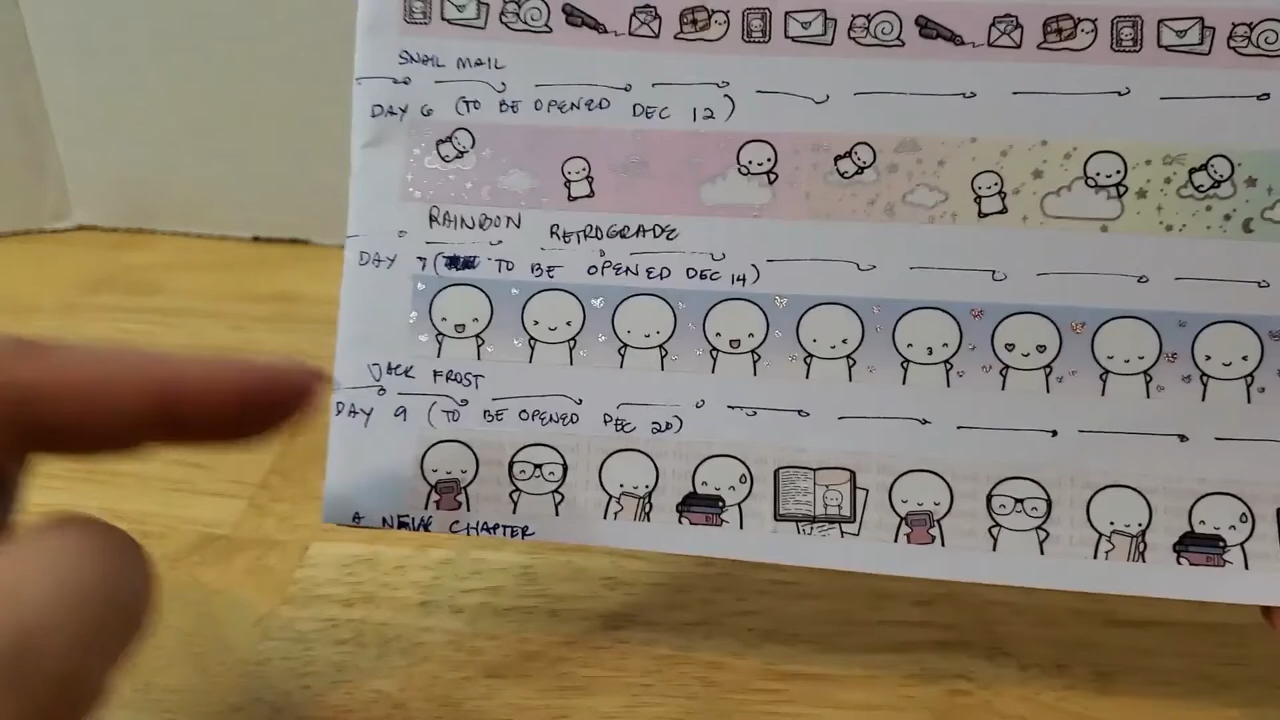 SNAIL MAIL
DAY 6 (TO BE OPENED DEC 12)
RAINBOW RETROGRADE
DAY 7 (TO BE OPENED DEC 14)
JACK FROST
DAY 9 (TO BE OPENED DEC 20)
A NEW CHAPTER